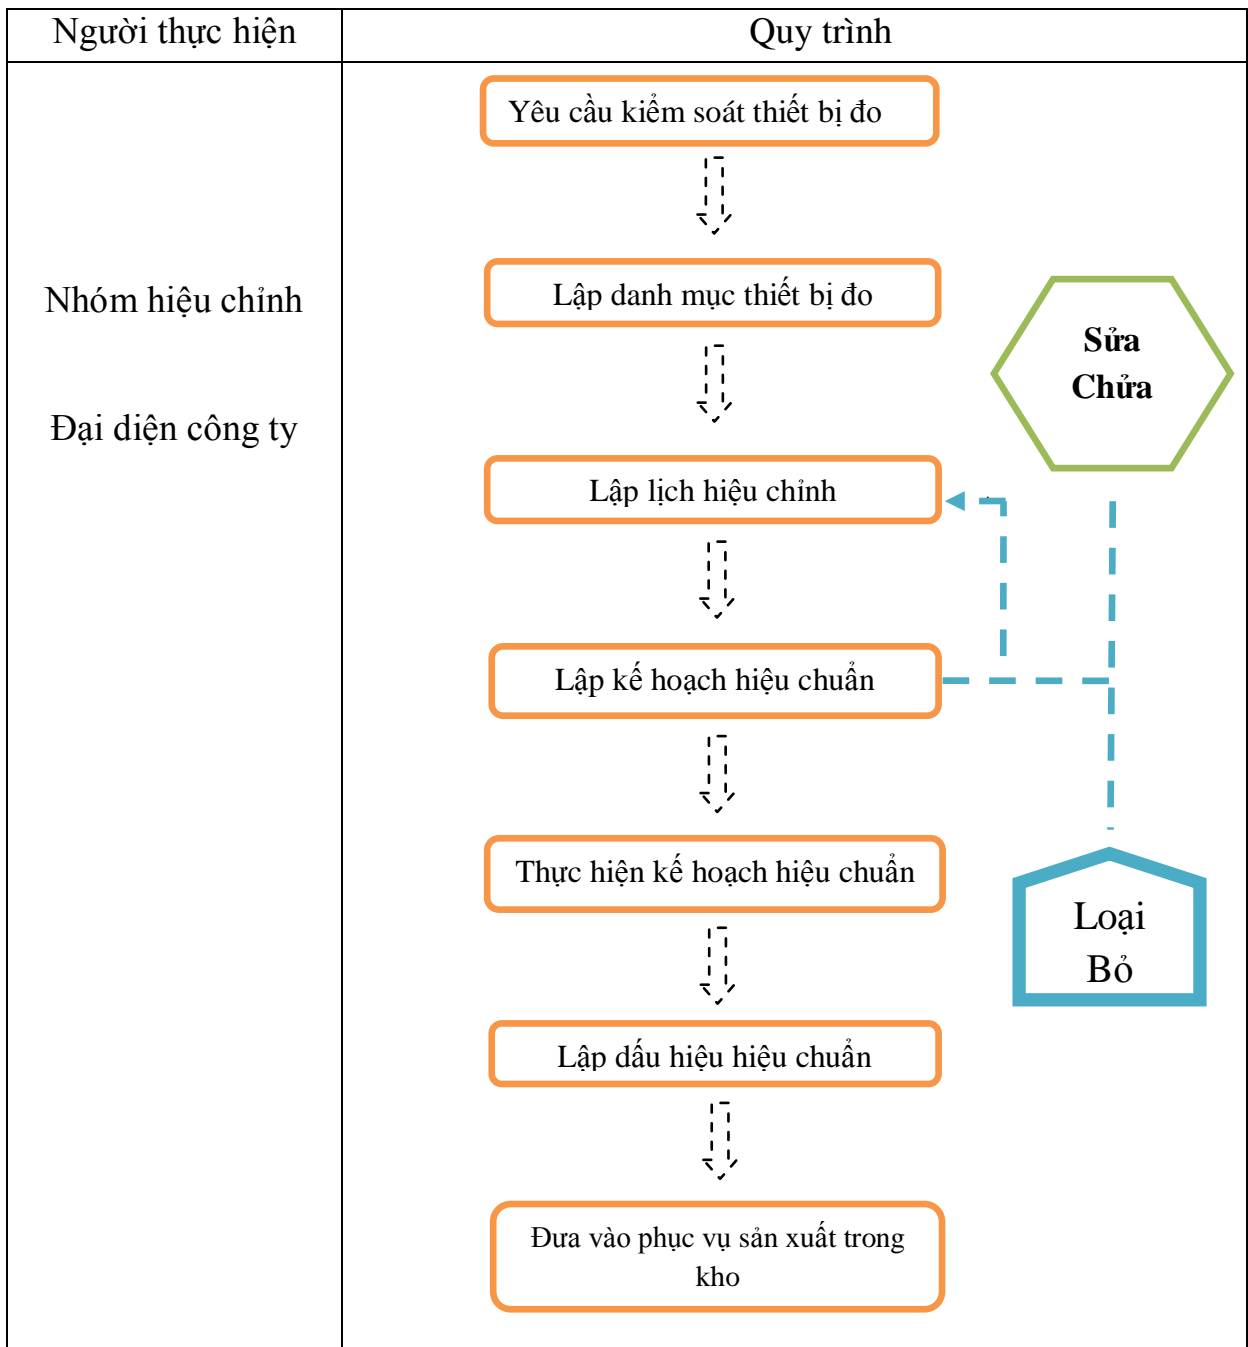 Người thực hiện
Quy trình
Yêu cầu kiểm soát thiết bị đo
Nhóm hiệu chỉnh
Lập danh mục thiết bị đo
Sửa
Chửa
Đại diện công ty
Lập lịch hiệu chỉnh
Lập kế hoạch hiệu chuẩn
Thực hiện kế hoạch hiệu chuẩn
Loại
Bỏ
Lập dấu hiệu hiệu chuẩn
Đưa vào phục vụ sản xuất trong
kho